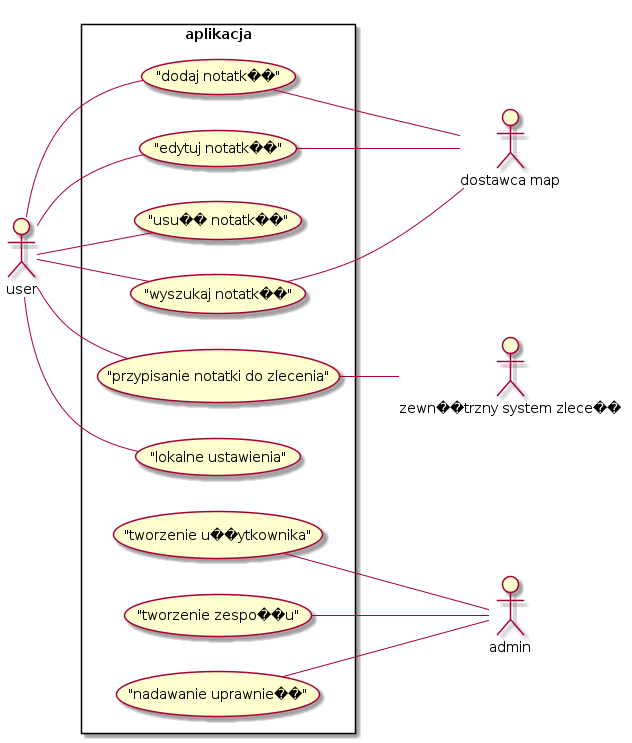 aplikacja
"dodaj notatk��"
"edytuj notatk��"
"usu�� notatk��"
"wyszukaj notatk��"
"przypisanie notatki do zlecenia"
"lokalne ustawienia"
"tworzenie u��ytkownika"
"tworzenie zespo��u"
"nadawanie uprawnie��"
user
dostawca map
zewn��trzny system zlece��
admin